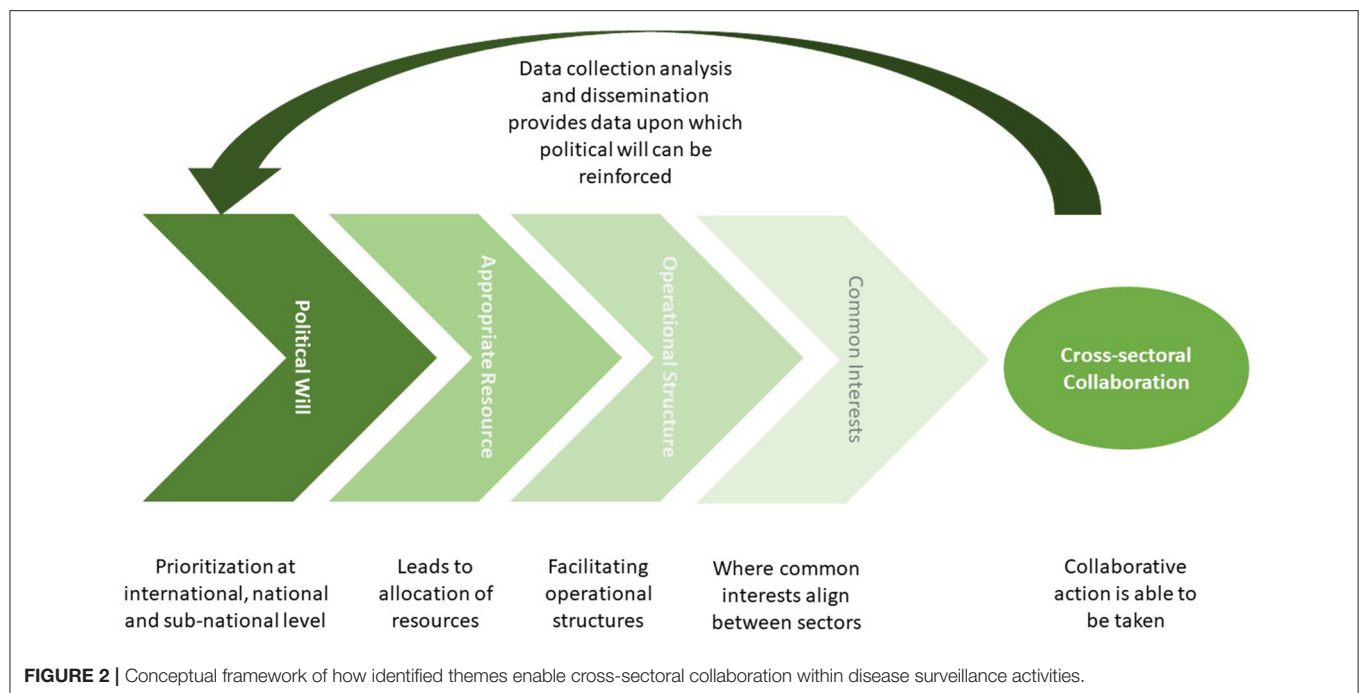 Data collection analysis
and dissemination
provides data upon which
political will can be
reinforced
Political Will
Appropriate Resource
Operational Structure
Common Interests
Cross-sectoral
Collaboration
Prioritization at
international, national
and sub-national level
Leads to
allocation of
resources
Facilitating
operational
structures
Where common
interests align
between sectors
Collaborative
action is able to
be taken
FIGURE 2 | Conceptual framework of how identified themes enable cross-sectoral collaboration within disease surveillance activities.